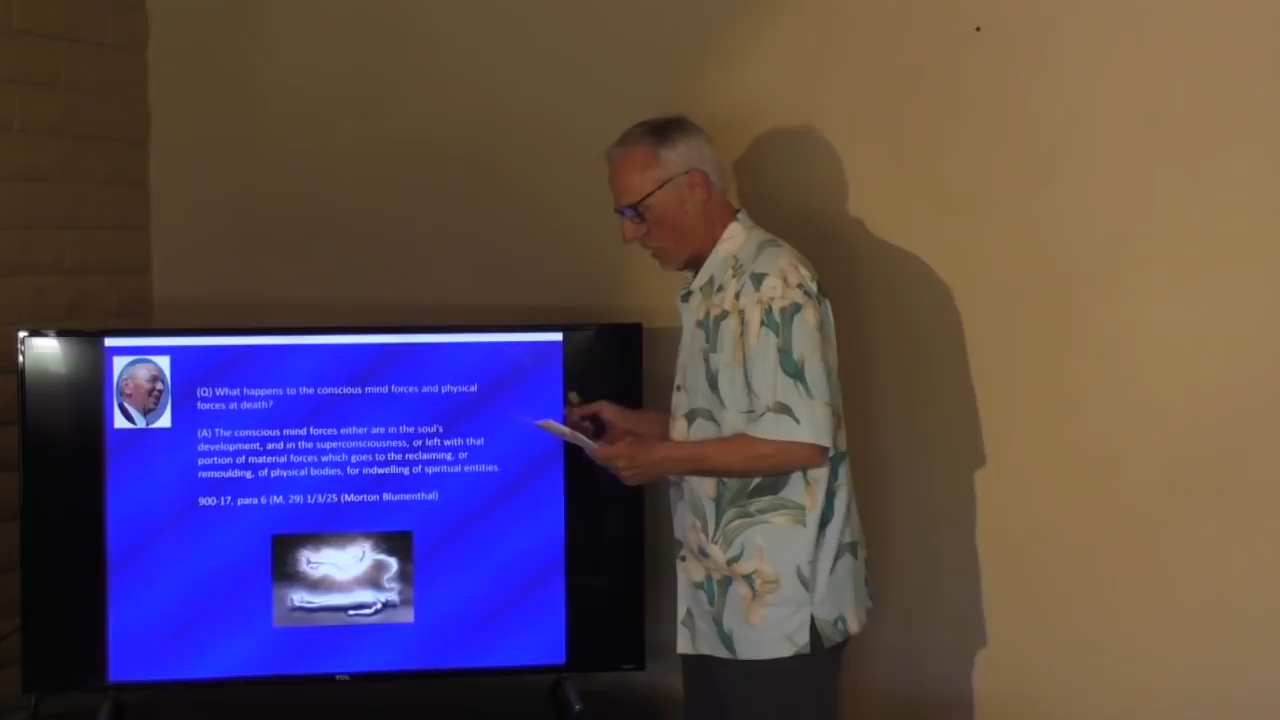 (Q) What happens to the conscious mind forces and physical
forces at death?
(A) The conscious mind forces either are in the soul's
development, and in the superconsciousness, or left with that
portion of material forces which goes to the reclaiming, or
remoulding, of physical bodies, for indwelling of spiritual entities.
900-17, para 6 (M, 29) 1/3/25 (Morton Blumenthal)
TCL